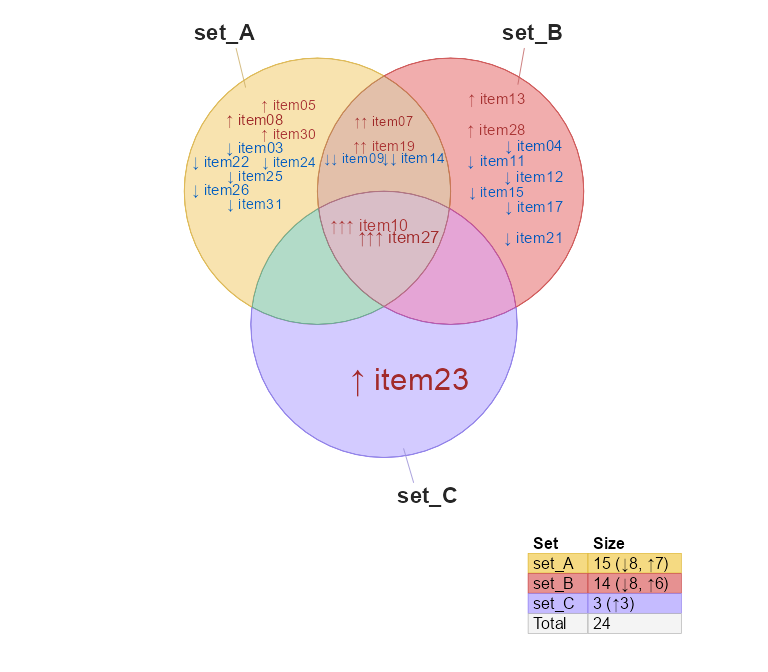 set_A
set_B
↑ item05
↑ item08
↑ item30
↓ item03
↓ item22
↓ item24
↓ item25
↓ item26
↓ item31
↑↑ item07
↑↑ item19
↓↓ item09
↓↓ item14
↑ item13
↑ item28
↓ item04
↓ item11
↓ item12
↓ item15
↓ item17
↓ item21
↑↑↑ item10
↑↑↑ item27
↑ item23
set_C
Set Size
set_A 15 (↓8, ↑7)
set_B 14 (↓8, ↑6)
set_C 3 (↑3)
Total 24